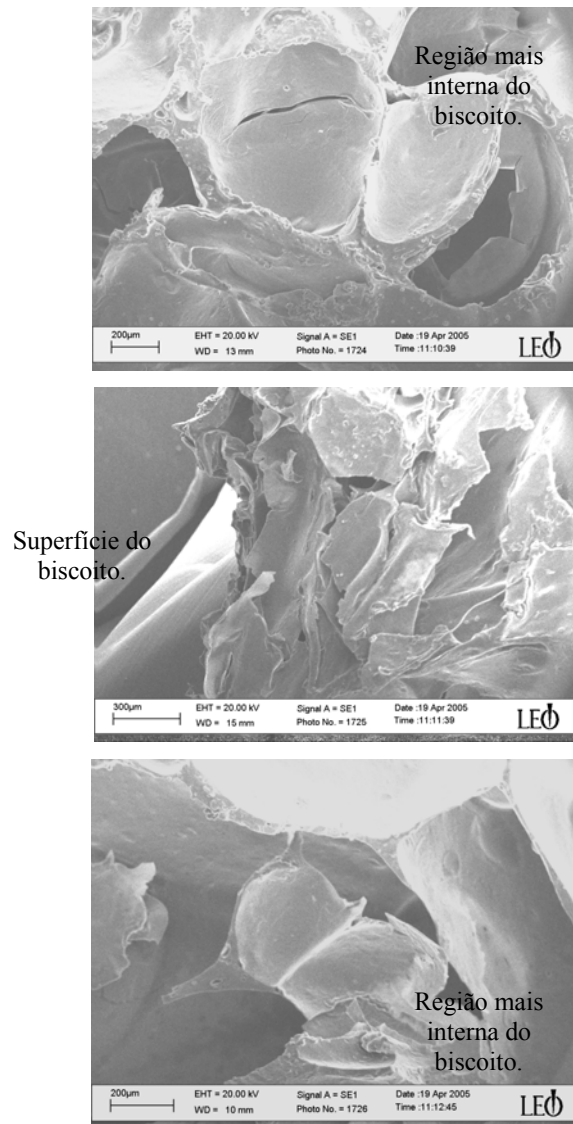 Região mais
interna do
biscoito.
200µm EHT = 20.00 kV Signal A = SE1 Date :19 Apr 2005
WD = 13 mm Photo No. = 1724 Time :11:10:39
LEO
Superfície do
biscoito.
300µm EHT = 20.00 kV Signal A = SE1 Date :19 Apr 2005
WD = 15 mm Photo No. = 1725 Time :11:11:39
LEO
Região mais
interna do
biscoito.
200µm EHT = 20.00 kV Signal A = SE1 Date :19 Apr 2005
WD = 10 mm Photo No. = 1726 Time :11:12:45
LEO